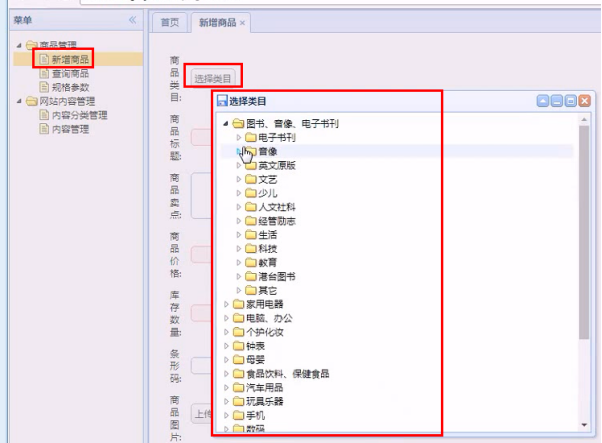 菜单
首页
新增商品
商品管理
新增商品
查询商品
规格参数
网站内容管理
内容分类管理
内容管理
商品类目:
选择类目
商品标题:
商品卖点:
商品价格:
库存数量:
条形码:
商品图片:
上传
选择类目
图书、音像、电子书刊
电子书刊
音像
英文原版
文艺
少儿
人文社科
经管励志
生活
科技
教育
港台图书
其它
家用电器
电脑、办公
个护化妆
钟表
母婴
食品饮料、保健食品
汽车用品
玩具乐器
手机
数码